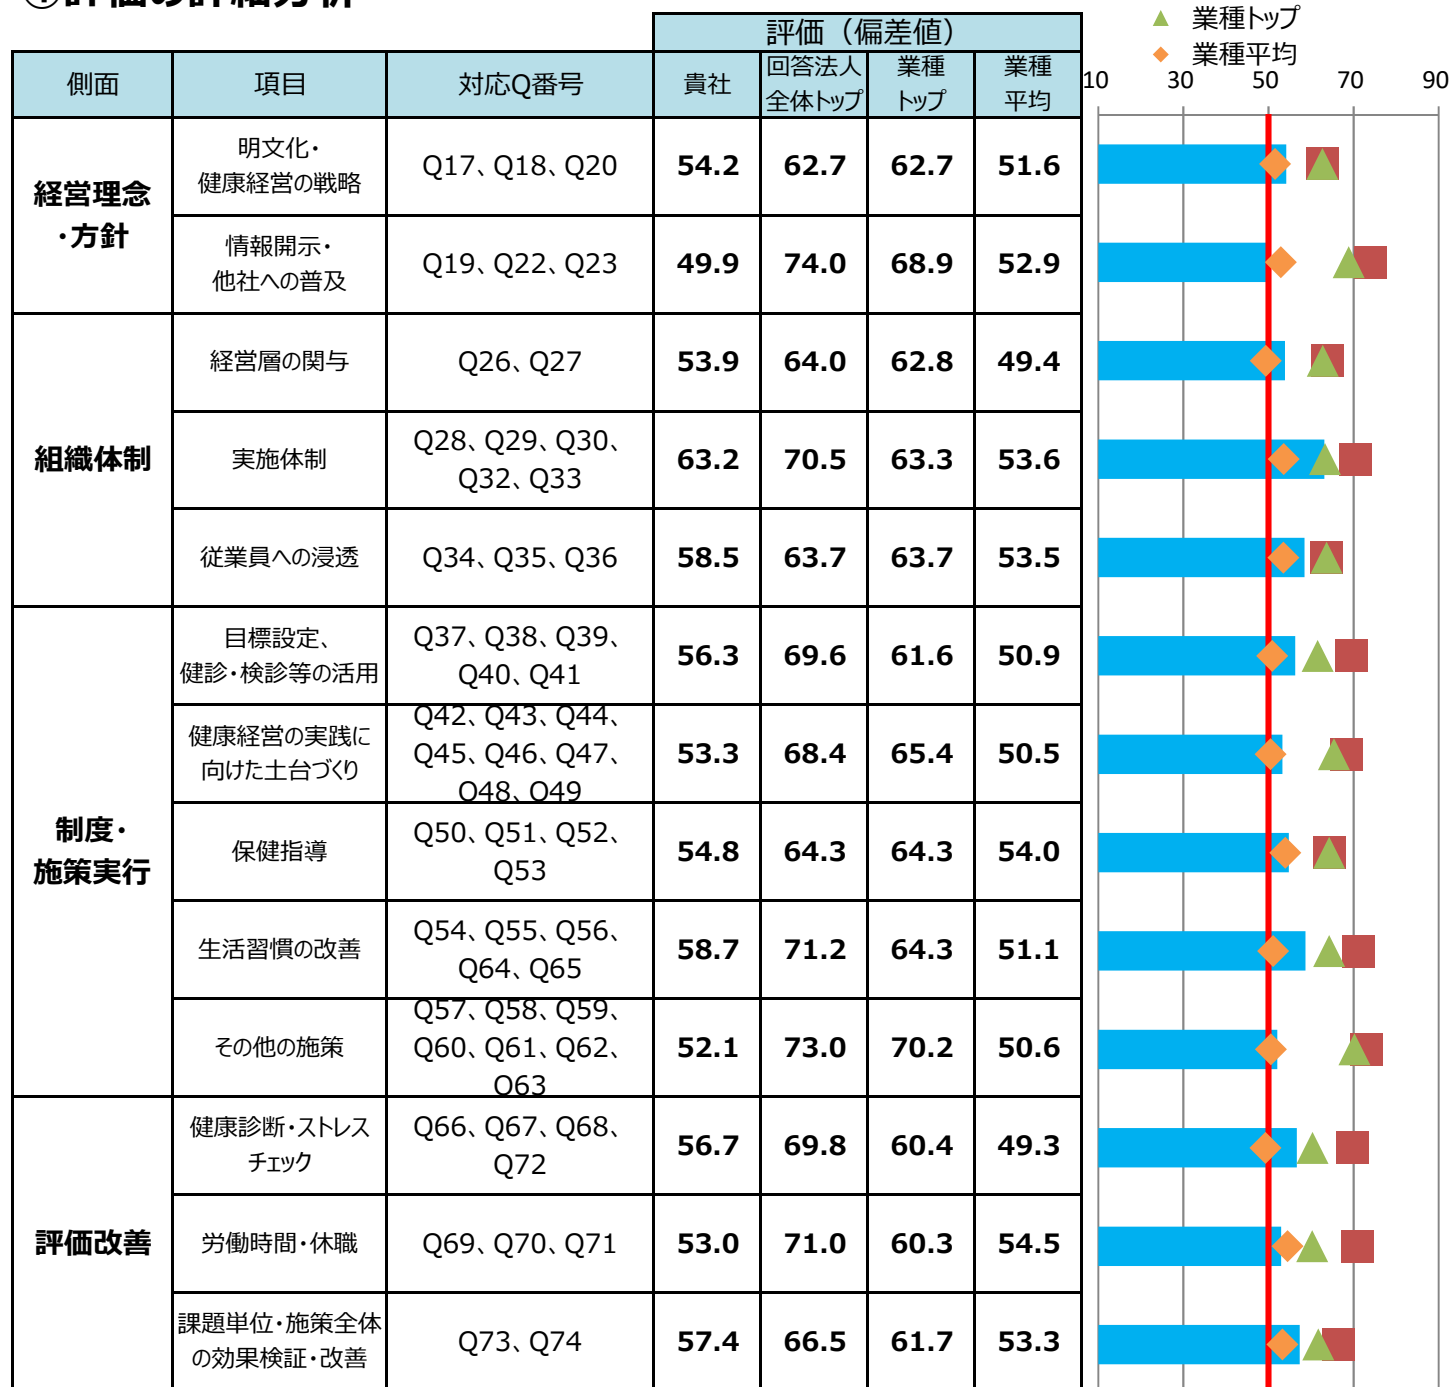 ①評価の詳細分析
▲ 業種トップ
◆ 業種平均
評価（偏差値）
側面 項目 対応Q番号 貴社 回答法人 業種 業種
全体トップ トップ 平均
10 30 50 70 90
経営理念
・方針
明文化・
健康経営の戦略
Q17、Q18、Q20 54.2 62.7 62.7 51.6
情報開示・
他社への普及
Q19、Q22、Q23 49.9 74.0 68.9 52.9
組織体制
経営層の関与 Q26、Q27 53.9 64.0 62.8 49.4
実施体制
Q28、Q29、Q30、
Q32、Q33
63.2 70.5 63.3 53.6
従業員への浸透 Q34、Q35、Q36 58.5 63.7 63.7 53.5
制度・
施策実行
目標設定、
健診・検診等の活用
Q37、Q38、Q39、
Q40、Q41
56.3 69.6 61.6 50.9
健康経営の実践に
向けた土台づくり
Q42、Q43、Q44、
Q45、Q46、Q47、
Q48、Q49
53.3 68.4 65.4 50.5
保健指導
Q50、Q51、Q52、
Q53
54.8 64.3 64.3 54.0
生活習慣の改善
Q54、Q55、Q56、
Q64、Q65
58.7 71.2 64.3 51.1
その他の施策
Q57、Q58、Q59、
Q60、Q61、Q62、
Q63
52.1 73.0 70.2 50.6
評価改善
健康診断・ストレス
チェック
Q66、Q67、Q68、
Q72
56.7 69.8 60.4 49.3
労働時間・休職 Q69、Q70、Q71 53.0 71.0 60.3 54.5
課題単位・施策全体
の効果検証・改善
Q73、Q74 57.4 66.5 61.7 53.3